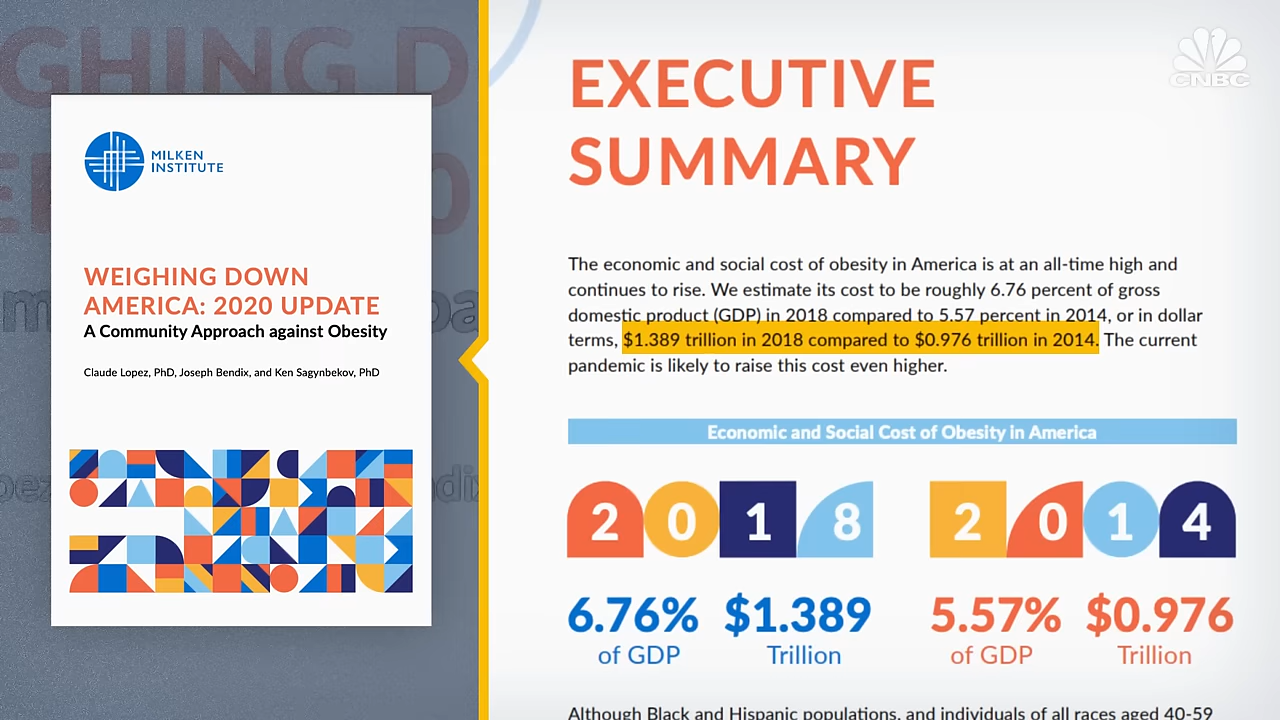 MILKEN
INSTITUTE
WEIGHING DOWN
AMERICA: 2020 UPDATE
A Community Approach against Obesity
Claude Lopez, PhD, Joseph Bendix, and Ken Sagynbekov, PhD
CNBC
EXECUTIVE
SUMMARY
The economic and social cost of obesity in America is at an all-time high and
continues to rise. We estimate its cost to be roughly 6.76 percent of gross
domestic product (GDP) in 2018 compared to 5.57 percent in 2014, or in dollar
terms, $1.389 trillion in 2018 compared to $0.976 trillion in 2014. The current
pandemic is likely to raise this cost even higher.
Economic and Social Cost of Obesity in America
2018 2014
6.76% $1.389 5.57% $0.976
of GDP Trillion of GDP Trillion
Although Black and Hispanic populations, and individuals of all races aged 40-59